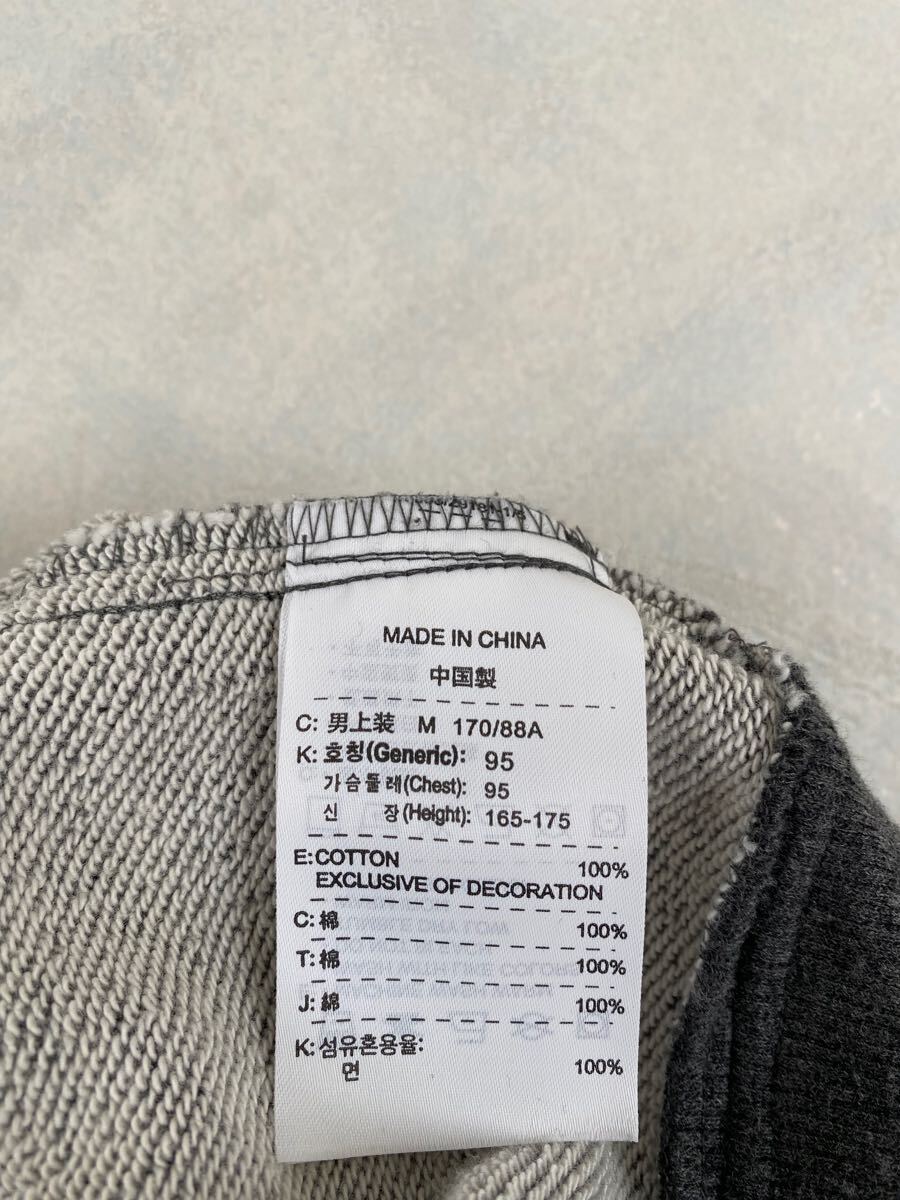 MADE IN CHINA
中国製
C: 男上装 M 170/88A
K: 호칭(Generic): 95
가슴둘레(Chest): 95
신 장(Height): 165-175
E:COTTON 100%
EXCLUSIVE OF DECORATION
C: 棉 100%
T: 棉 100%
J: 綿 100%
K:섬유혼용율:
면 100%